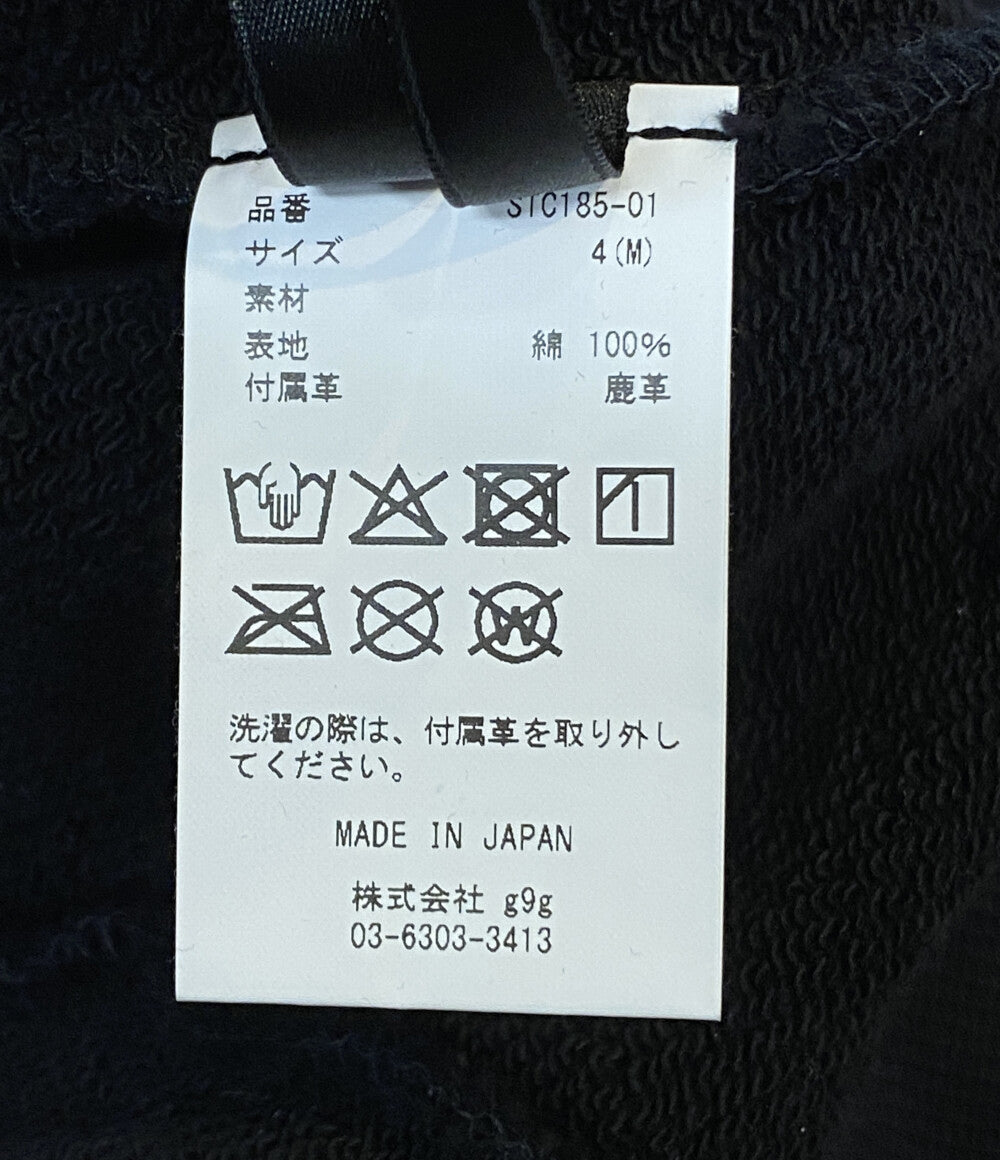 品番 STC185-01
サイズ 4(M)
素材
表地 綿 100%
付属革 鹿革
洗濯の際は、付属革を取り外し
てください。
MADE IN JAPAN
株式会社 g9g
03-6303-3413